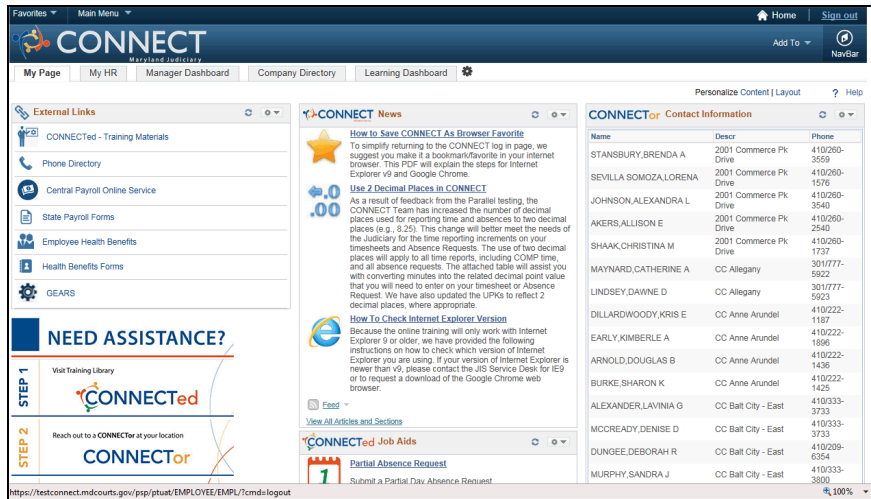 Favorites Main Menu Home Sign out
CONNECT
Maryland Judiciary
Add To NavBar
My Page My HR Manager Dashboard Company Directory Learning Dashboard
Personalize Content | Layout ? Help
External Links
CONNECTed - Training Materials
Phone Directory
Central Payroll Online Service
State Payroll Forms
Employee Health Benefits
Health Benefits Forms
GEARS
NEED ASSISTANCE?
STEP 1
Visit Training Library
CONNECTed
STEP 2
Reach out to a CONNECTor at your location
CONNECTor
CONNECT News
How to Save CONNECT As Browser Favorite
To simplify returning to the CONNECT log in page, we
suggest you make it a bookmark/favorite in your internet
browser. This PDF will explain the steps for Internet
Explorer v9 and Google Chrome.
.0
.00
Use 2 Decimal Places in CONNECT
As a result of feedback from the Parallel testing, the
CONNECT Team has increased the number of decimal
places used for reporting time and absences to two decimal
places (e.g., 8.25). This change will better meet the needs of
the Judiciary for the time reporting increments on your
timesheets and Absence Requests. The use of two decimal
places will apply to all time reports, including COMP time,
and all absence requests. The attached table will assist you
with converting minutes into the related decimal point value
that you will need to enter on your timesheet or Absence
Request. We have also updated the UPKs to reflect 2
decimal places, where appropriate.
How To Check Internet Explorer Version
Because the online training will only work with Internet
Explorer 9 or older, we have provided the following
instructions on how to check which version of Internet
Explorer you are using. If your version of Internet Explorer is
newer than v9, please contact the JIS Service Desk for IE9
or to request a download of the Google Chrome web
browser.
Feed
View All Articles and Sections
CONNECTed Job Aids
1
Partial Absence Request
Submit a Partial Day Absence Request
CONNECTor Contact Information
Name Descr Phone
STANSBURY,BRENDA A 2001 Commerce Pk Drive 410/260-3559
SEVILLA SOMOZA,LORENA 2001 Commerce Pk Drive 410/260-1576
JOHNSON,ALEXANDRA L 2001 Commerce Pk Drive 410/260-3540
AKERS,ALLISON E 2001 Commerce Pk Drive 410/260-2540
SHAAK,CHRISTINA M 2001 Commerce Pk Drive 410/260-1737
MAYNARD,CATHERINE A CC Allegany 301/777-5922
LINDSEY,DAWNE D CC Allegany 301/777-5923
DILLARDWOODY,KRIS E CC Anne Arundel 410/222-1187
EARLY,KIMBERLE A CC Anne Arundel 410/222-1896
ARNOLD,DOUGLAS B CC Anne Arundel 410/222-1436
BURKE,SHARON K CC Anne Arundel 410/222-1425
ALEXANDER,LAVINIA G CC Balt City - East 410/333-3733
MCCREADY,DENISE D CC Balt City - East 410/333-3733
DUNGEE,DEBORAH R CC Balt City - East 410/209-6354
MURPHY,SANDRA J CC Balt City - East 410/333-3800
https://testconnect.mdcourts.gov/psp/ptuat/EMPLOYEE/EMPL/?cmd=logout 100%